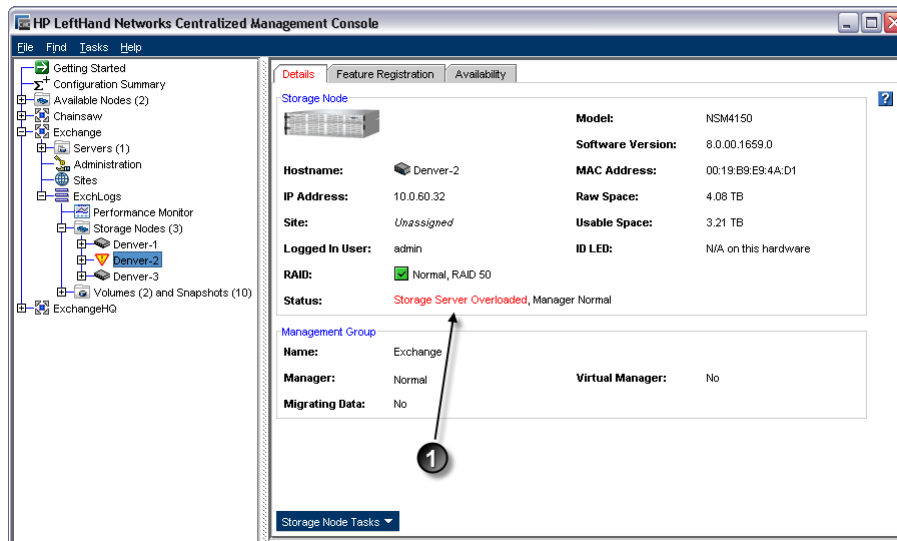 HP LeftHand Networks Centralized Management Console
File Find Tasks Help
Getting Started
Configuration Summary
Available Nodes (2)
Chainsaw
Exchange
Servers (1)
Administration
Sites
ExchLogs
Performance Monitor
Storage Nodes (3)
Denver-1
Denver-2
Denver-3
Volumes (2) and Snapshots (10)
ExchangeHQ
Details Feature Registration Availability
Storage Node
Model: NSM4150
Software Version: 8.0.00.1659.0
Hostname: Denver-2 MAC Address: 00:19:B9:E9:4A:D1
IP Address: 10.0.60.32 Raw Space: 4.08 TB
Site: Unassigned Usable Space: 3.21 TB
Logged In User: admin ID LED: N/A on this hardware
RAID: Normal, RAID 50
Status: Storage Server Overloaded, Manager Normal
Management Group
Name: Exchange
Manager: Normal Virtual Manager: No
Migrating Data: No
1
Storage Node Tasks